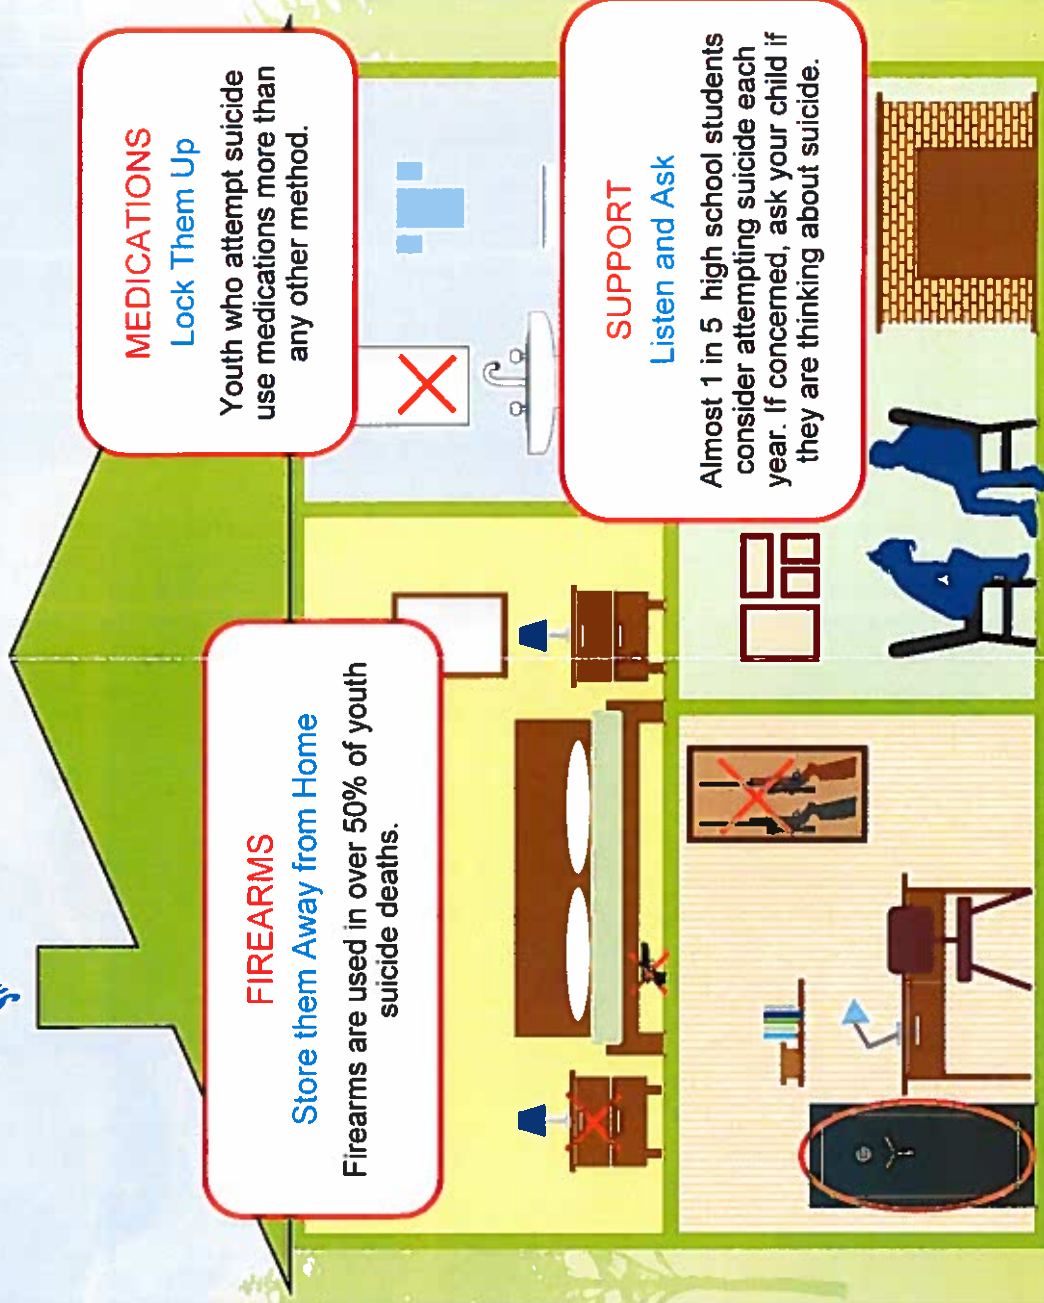 FIREARMS
Store them Away from Home
Firearms are used in over 50% of youth
suicide deaths.
MEDICATIONS
Lock Them Up
Youth who attempt suicide
use medications more than
any other method.
SUPPORT
Listen and Ask
Almost 1 in 5 high school students
consider attempting suicide each
year. If concerned, ask your child if
they are thinking about suicide.